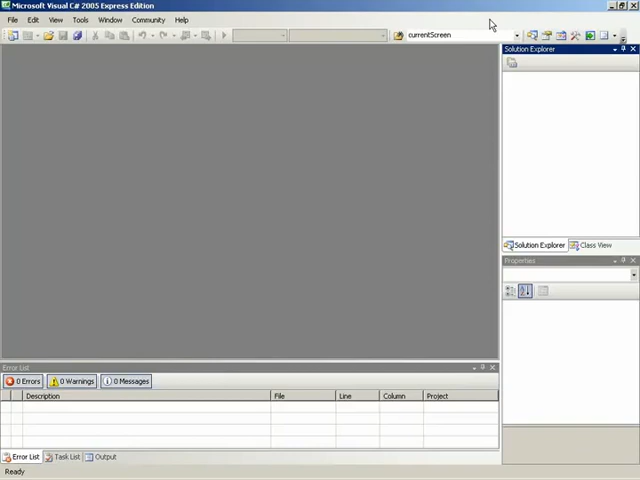 Microsoft Visual C# 2005 Express Edition
File Edit View Tools Window Community Help
currentScreen
Solution Explorer
Solution Explorer Class View
Properties
Error List
0 Errors 0 Warnings 0 Messages
Description File Line Column Project
Error List Task List Output
Ready